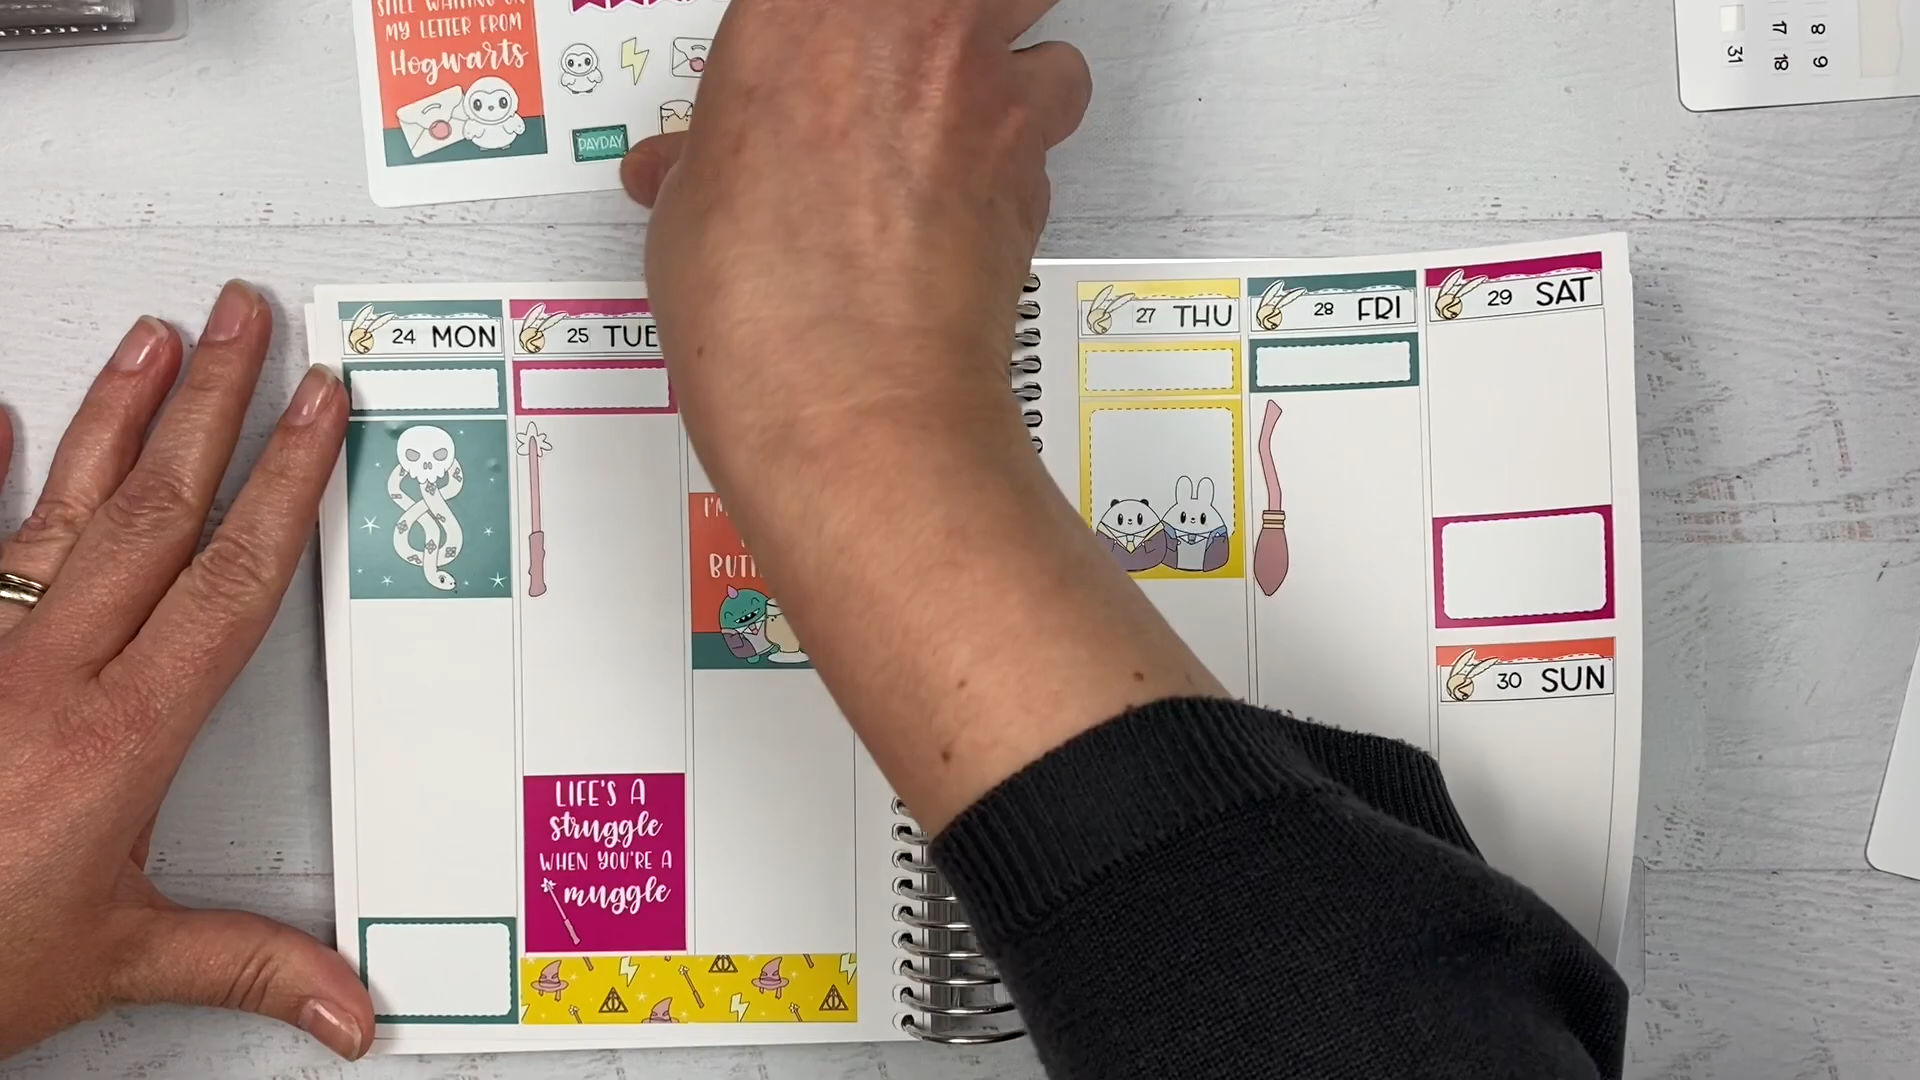 MY LETTER FROM
Hogwarts
PAYDAY
31
17
18
8
9
24 MON
25 TUE
27 THU
28 FRI
29 SAT
30 SUN
LIFE'S A
struggle
WHEN YOU'RE A
muggle